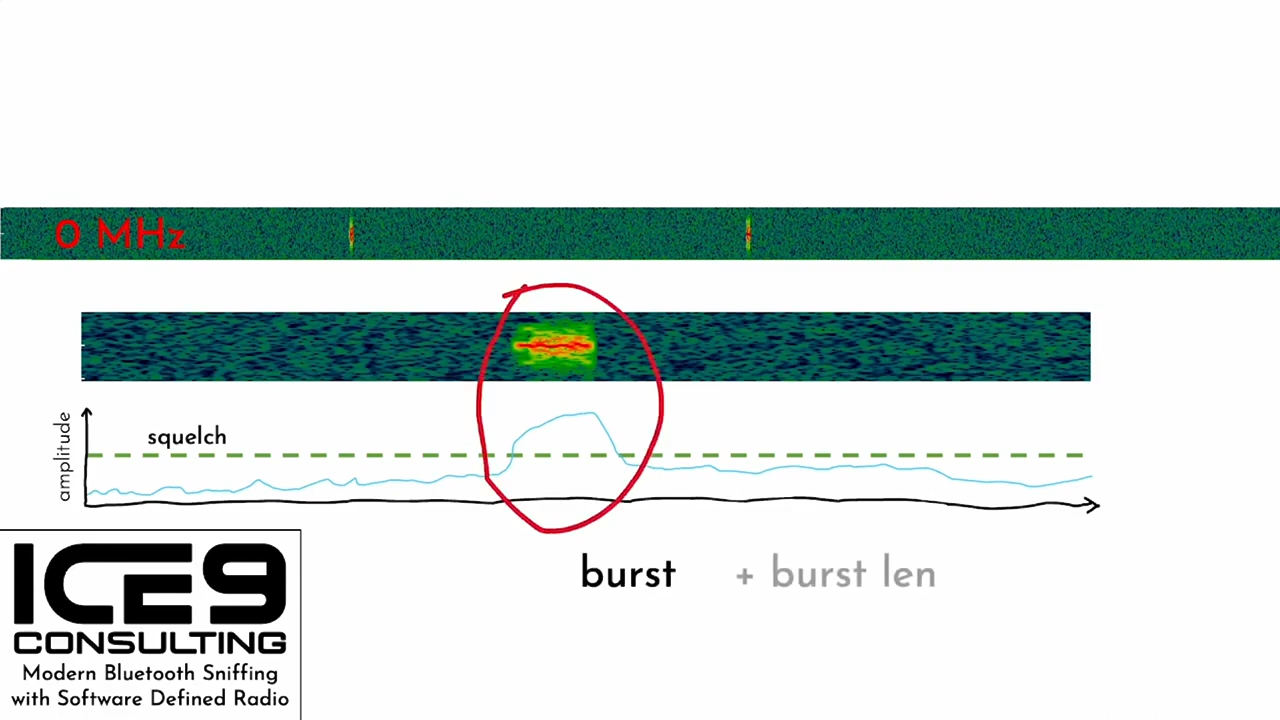 0 MHz
amplitude
squelch
burst + burst len
ICE9
CONSULTING
Modern Bluetooth Sniffing
with Software Defined Radio